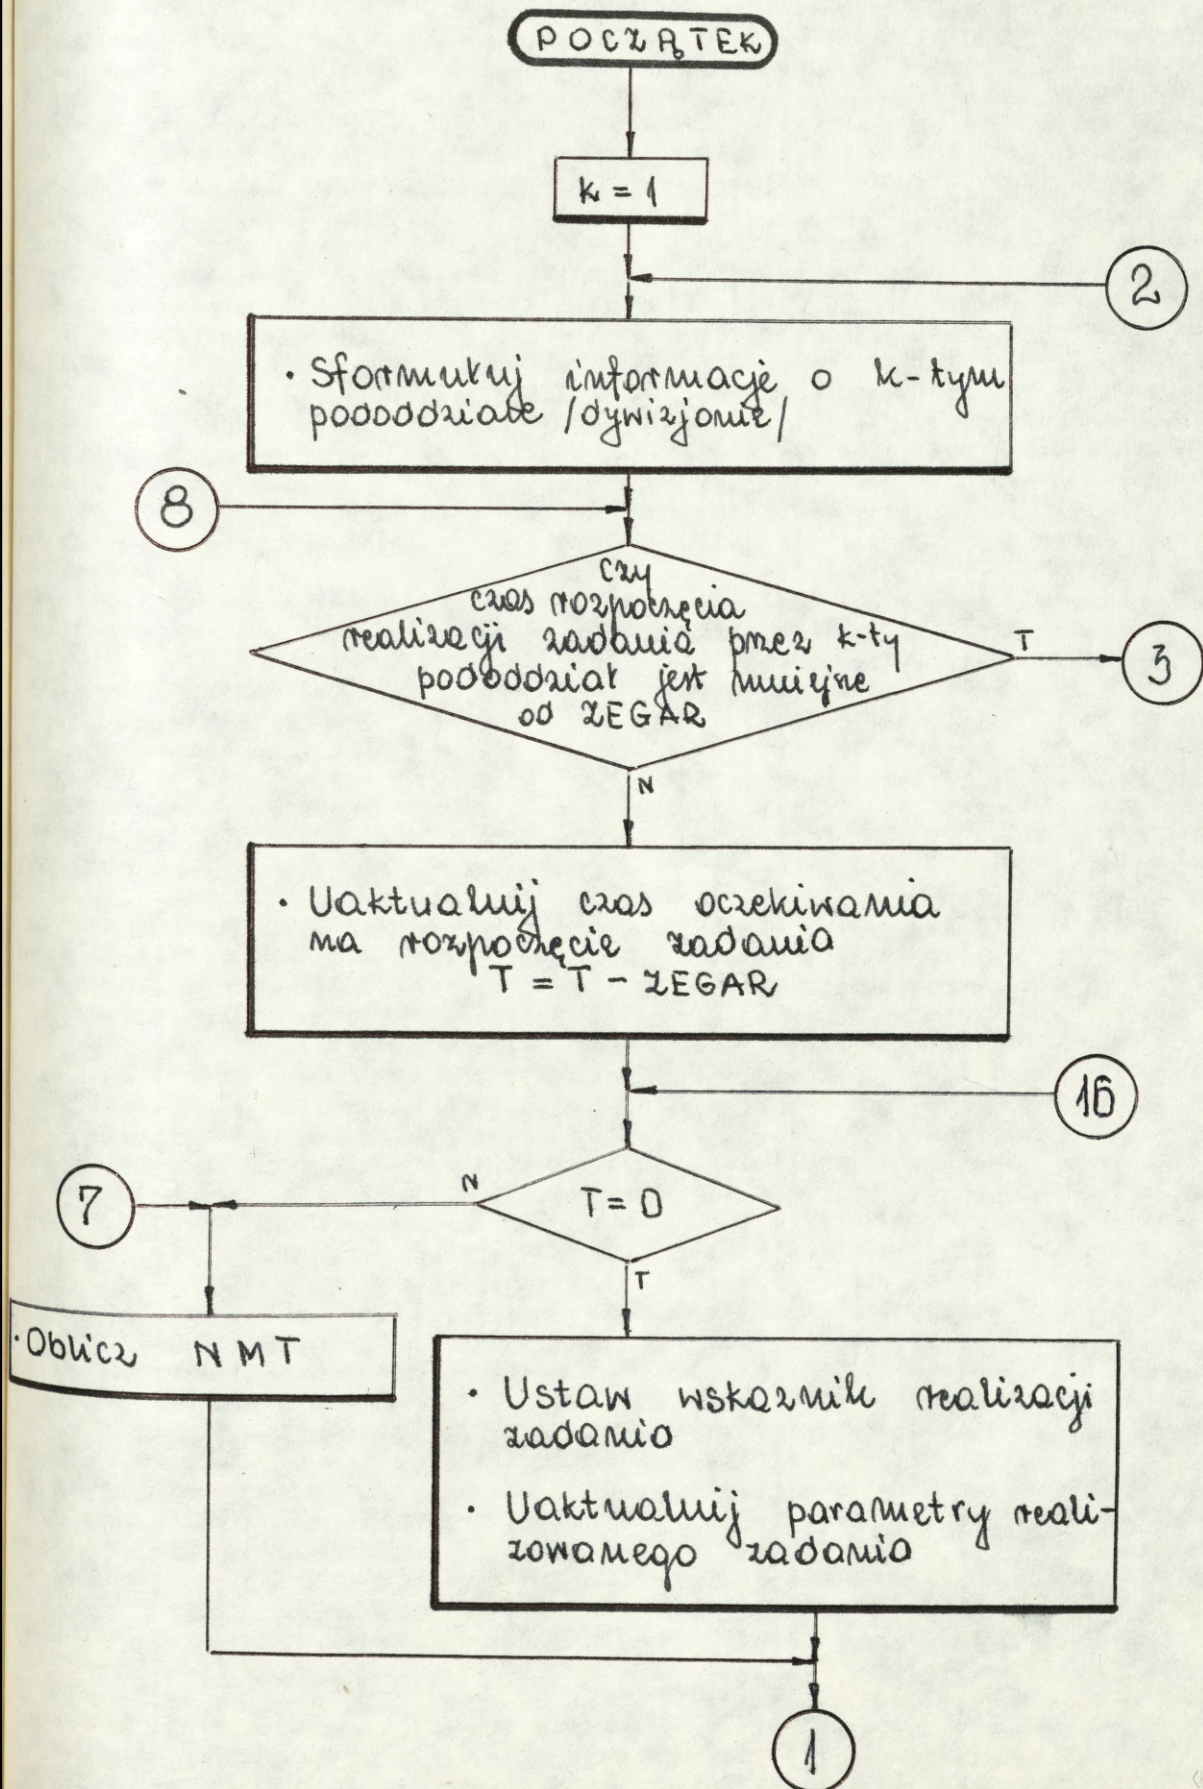 POCZĄTEK
k = 1
2
• Sformułuj informacje o k-tym
pododdziale /dywizjonie/
8
czy
czas rozpoczęcia
realizacji zadania przez k-ty
pododdział jest mniejsze
od ZEGAR
T
3
N
• Uaktualnij czas oczekiwania
na rozpoczęcie zadania
T = T - ZEGAR
16
7
N
T = 0
T
• Oblicz NMT
• Ustaw wskaznik realizacji
zadania
• Uaktualnij parametry reali-
zowanego zadania
1